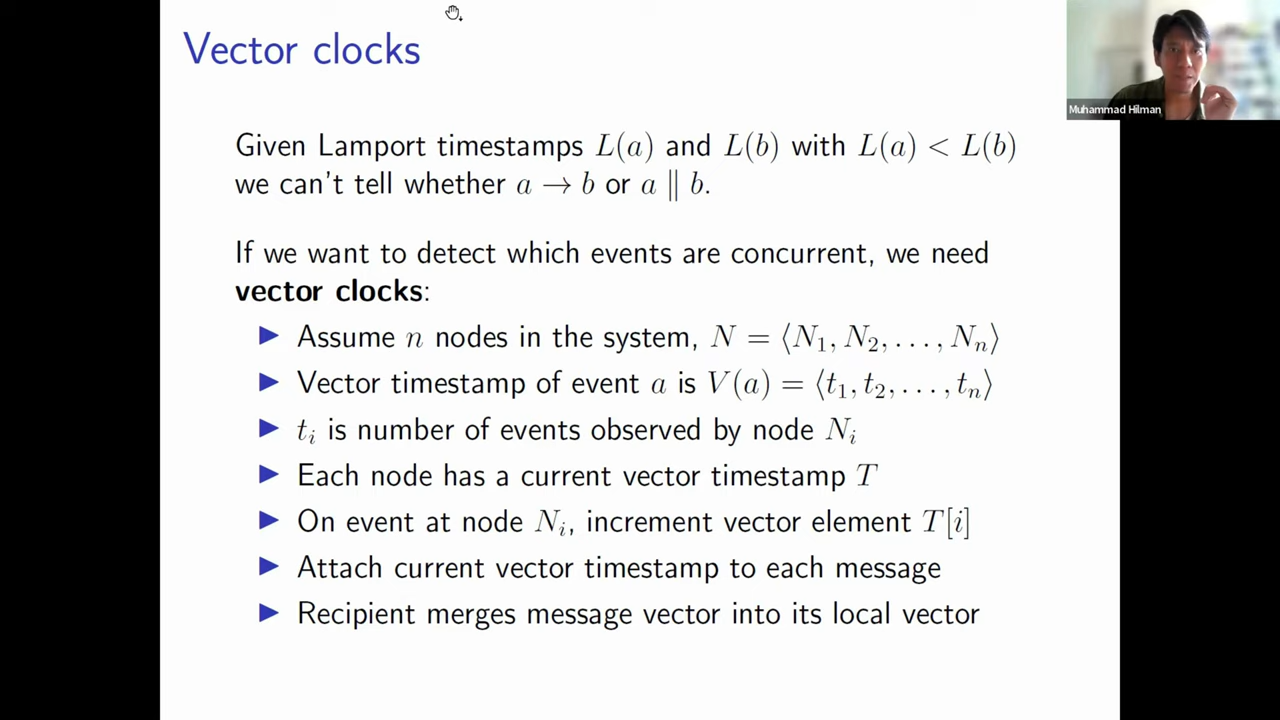 Vector clocks
Muhammad Hilman
Given Lamport timestamps L(a) and L(b) with L(a) < L(b)
we can't tell whether a → b or a ∥ b.
If we want to detect which events are concurrent, we need
vector clocks:
▶ Assume n nodes in the system, N = ⟨N₁, N₂, . . . , Nₙ⟩
▶ Vector timestamp of event a is V(a) = ⟨t₁, t₂, . . . , tₙ⟩
▶ tᵢ is number of events observed by node Nᵢ
▶ Each node has a current vector timestamp T
▶ On event at node Nᵢ, increment vector element T[i]
▶ Attach current vector timestamp to each message
▶ Recipient merges message vector into its local vector